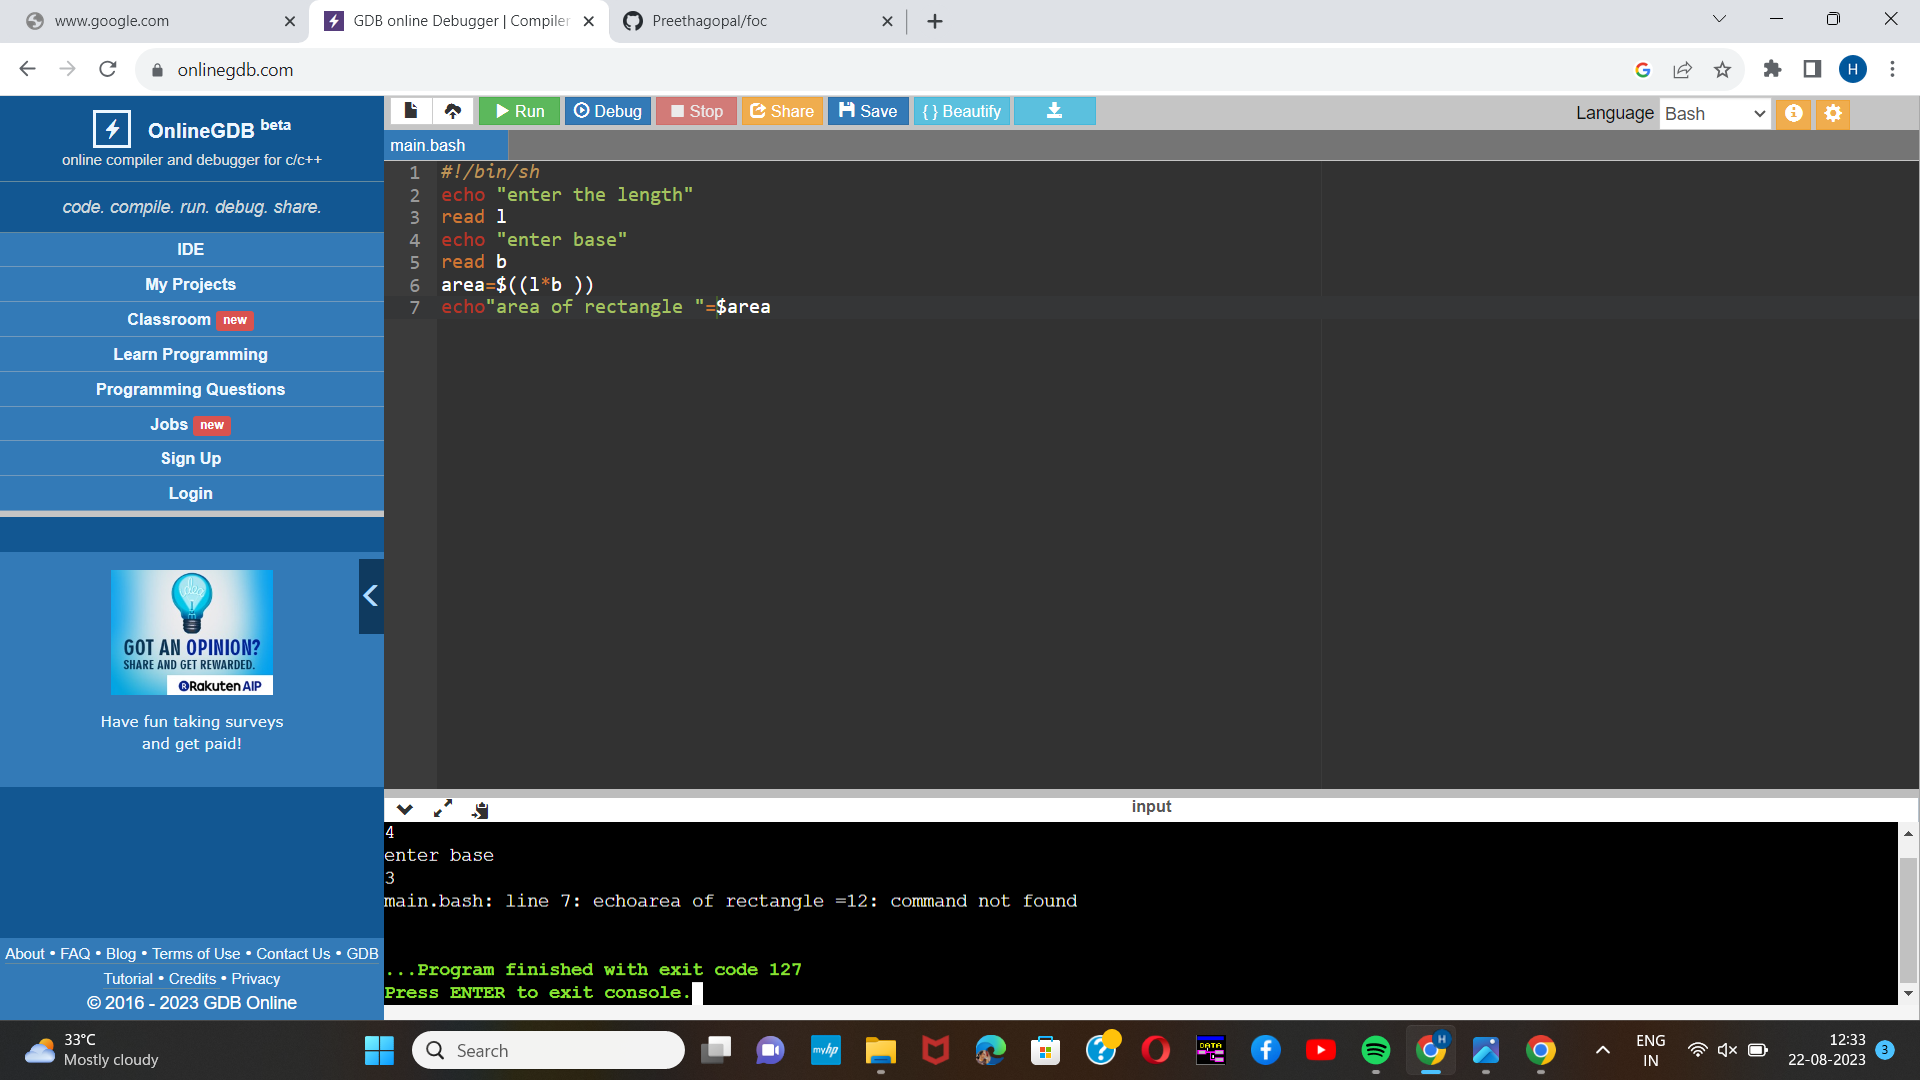 www.google.com
GDB online Debugger | Compiler
Preethagopal/foc
onlinegdb.com
H
OnlineGDB beta
online compiler and debugger for c/c++
code. compile. run. debug. share.
IDE
My Projects
Classroom new
Learn Programming
Programming Questions
Jobs new
Sign Up
Login
idea
GOT AN OPINION?
SHARE AND GET REWARDED.
Rakuten AIP
Have fun taking surveys
and get paid!
About • FAQ • Blog • Terms of Use • Contact Us • GDB
Tutorial • Credits • Privacy
© 2016 - 2023 GDB Online
Run Debug Stop Share Save { } Beautify
Language Bash
main.bash
1 #!/bin/sh
2 echo "enter the length"
3 read l
4 echo "enter base"
5 read b
6 area=$((l*b ))
7 echo"area of rectangle "=$area
input
4
enter base
3
main.bash: line 7: echoarea of rectangle =12: command not found
...Program finished with exit code 127
Press ENTER to exit console.
33°C
Mostly cloudy
Search
myhp
DATA
H
ENG
IN
12:33
22-08-2023
3